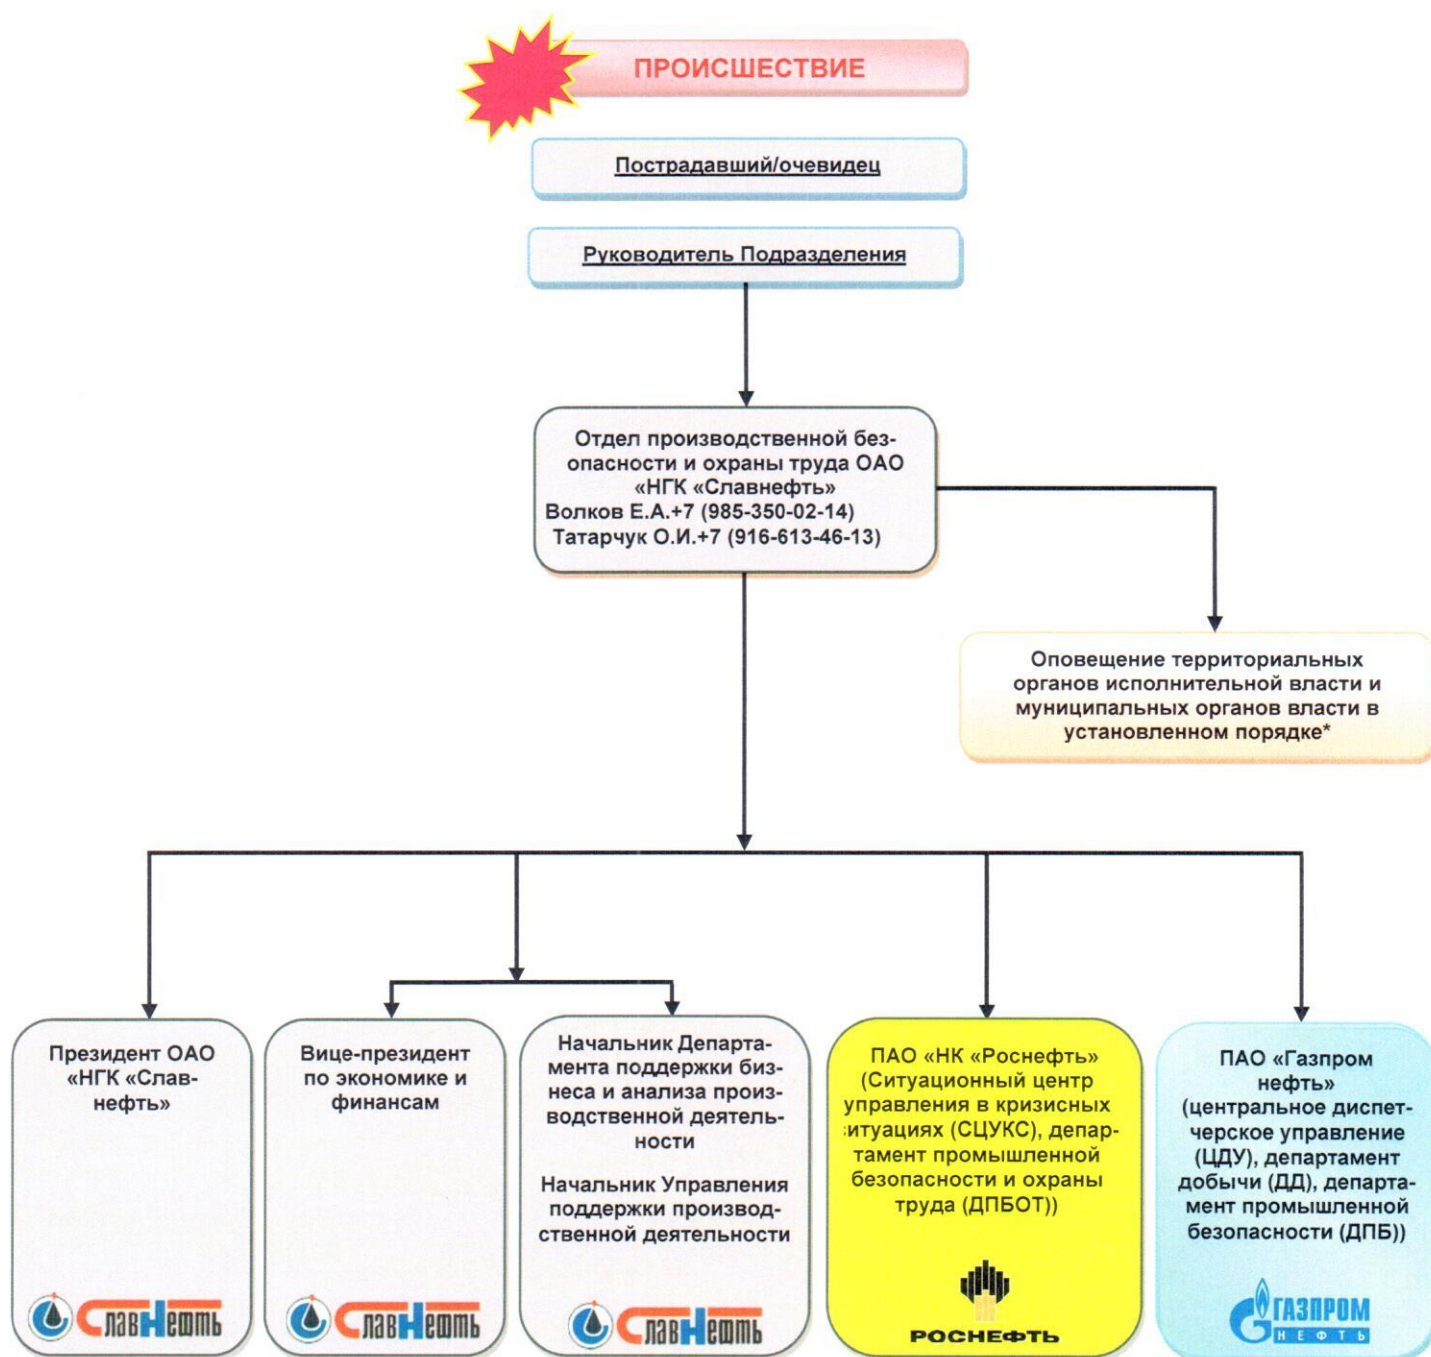 ПРОИСШЕСТВИЕ
Пострадавший/очевидец
Руководитель Подразделения
Отдел производственной без-
опасности и охраны труда ОАО
«НГК «Славнефть»
Волков Е.А.+7 (985-350-02-14)
Татарчук О.И.+7 (916-613-46-13)
Оповещение территориальных
органов исполнительной власти и
муниципальных органов власти в
установленном порядке*
Президент ОАО
«НГК «Слав-
нефть»
СлавНефть
Вице-президент
по экономике и
финансам
СлавНефть
Начальник Департа-
мента поддержки биз-
неса и анализа произ-
водственной деятель-
ности
Начальник Управления
поддержки производ-
ственной деятельности
СлавНефть
ПАО «НК «Роснефть»
(Ситуационный центр
управления в кризисных
ситуациях (СЦУКС), депар-
тамент промышленной
безопасности и охраны
труда (ДПБОТ))
РОСНЕФТЬ
ПАО «Газпром
нефть»
(центральное диспет-
черское управление
(ЦДУ), департамент
добычи (ДД), департа-
мент промышленной
безопасности (ДПБ))
ГАЗПРОМ
НЕФТЬ